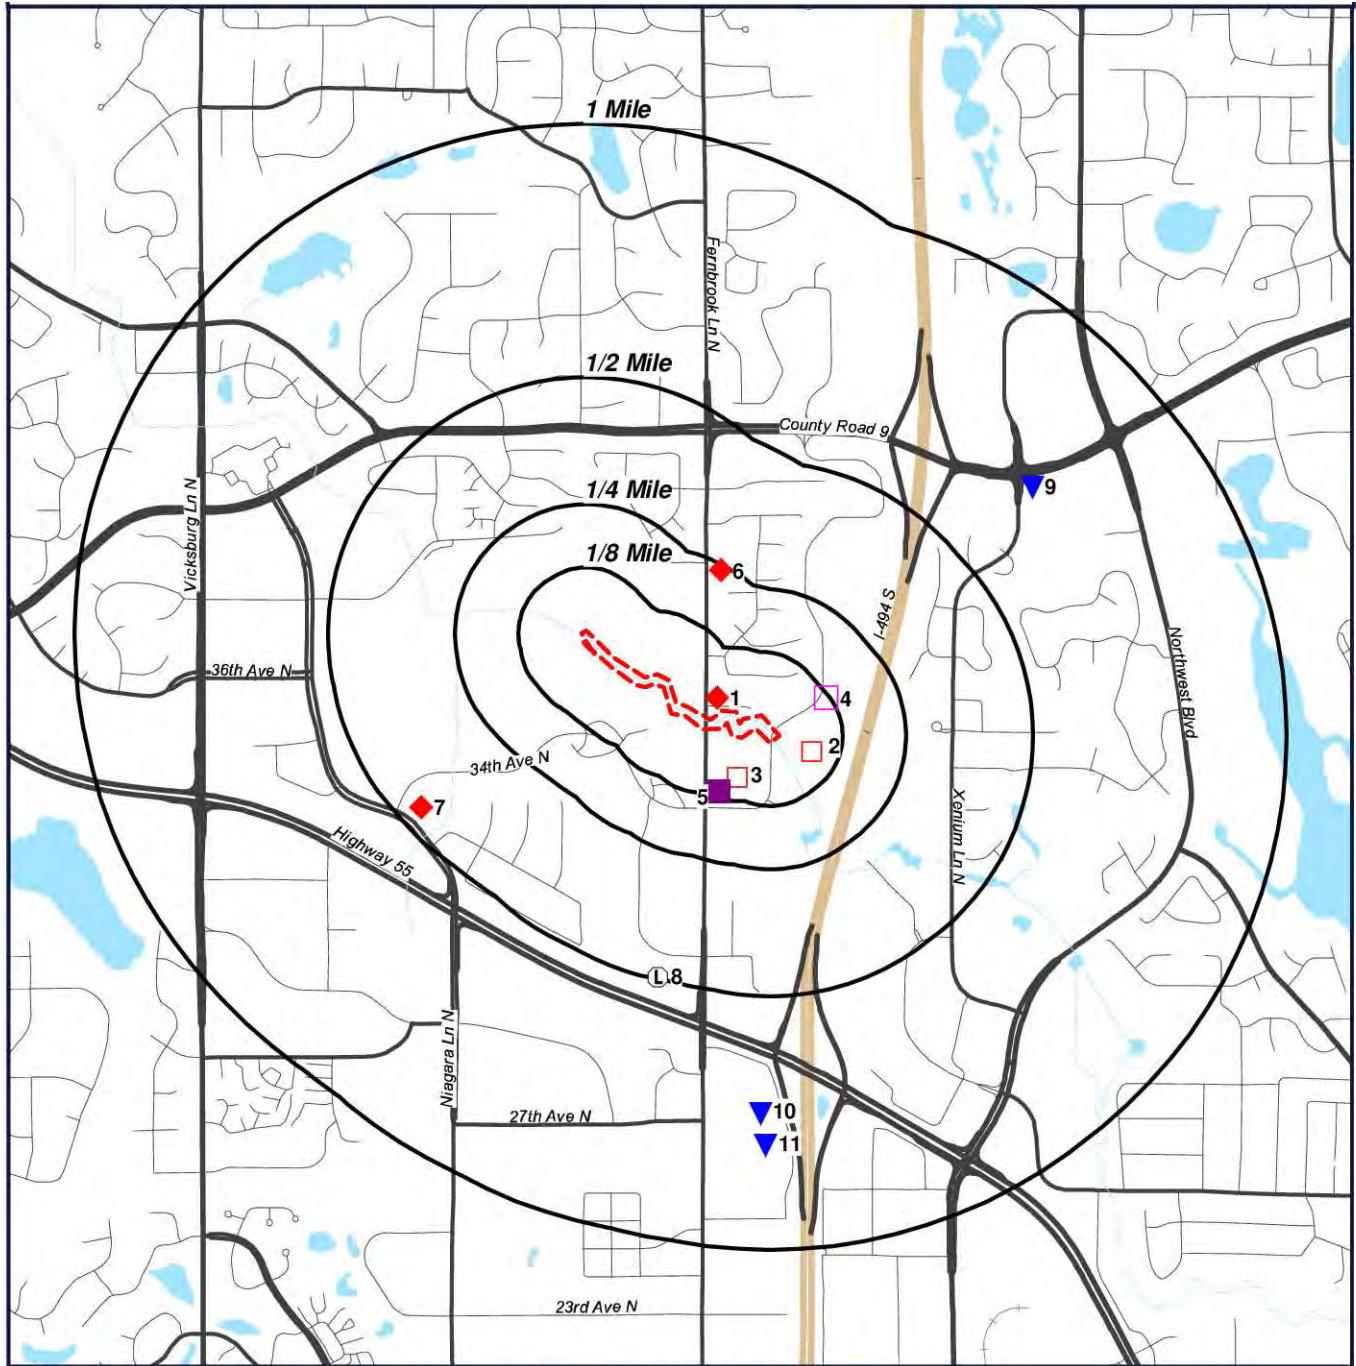 1 Mile
Fernbrook Ln N
1/2 Mile
County Road 9
9
1/4 Mile
Vicksburg Ln N
1/8 Mile
6
I-494 S
36th Ave N
Northwest Blvd
1
4
2
34th Ave N
3
5
7
Xenium Ln N
Highway 55
L 8
Niagara Ln N
27th Ave N
10
11
23rd Ave N